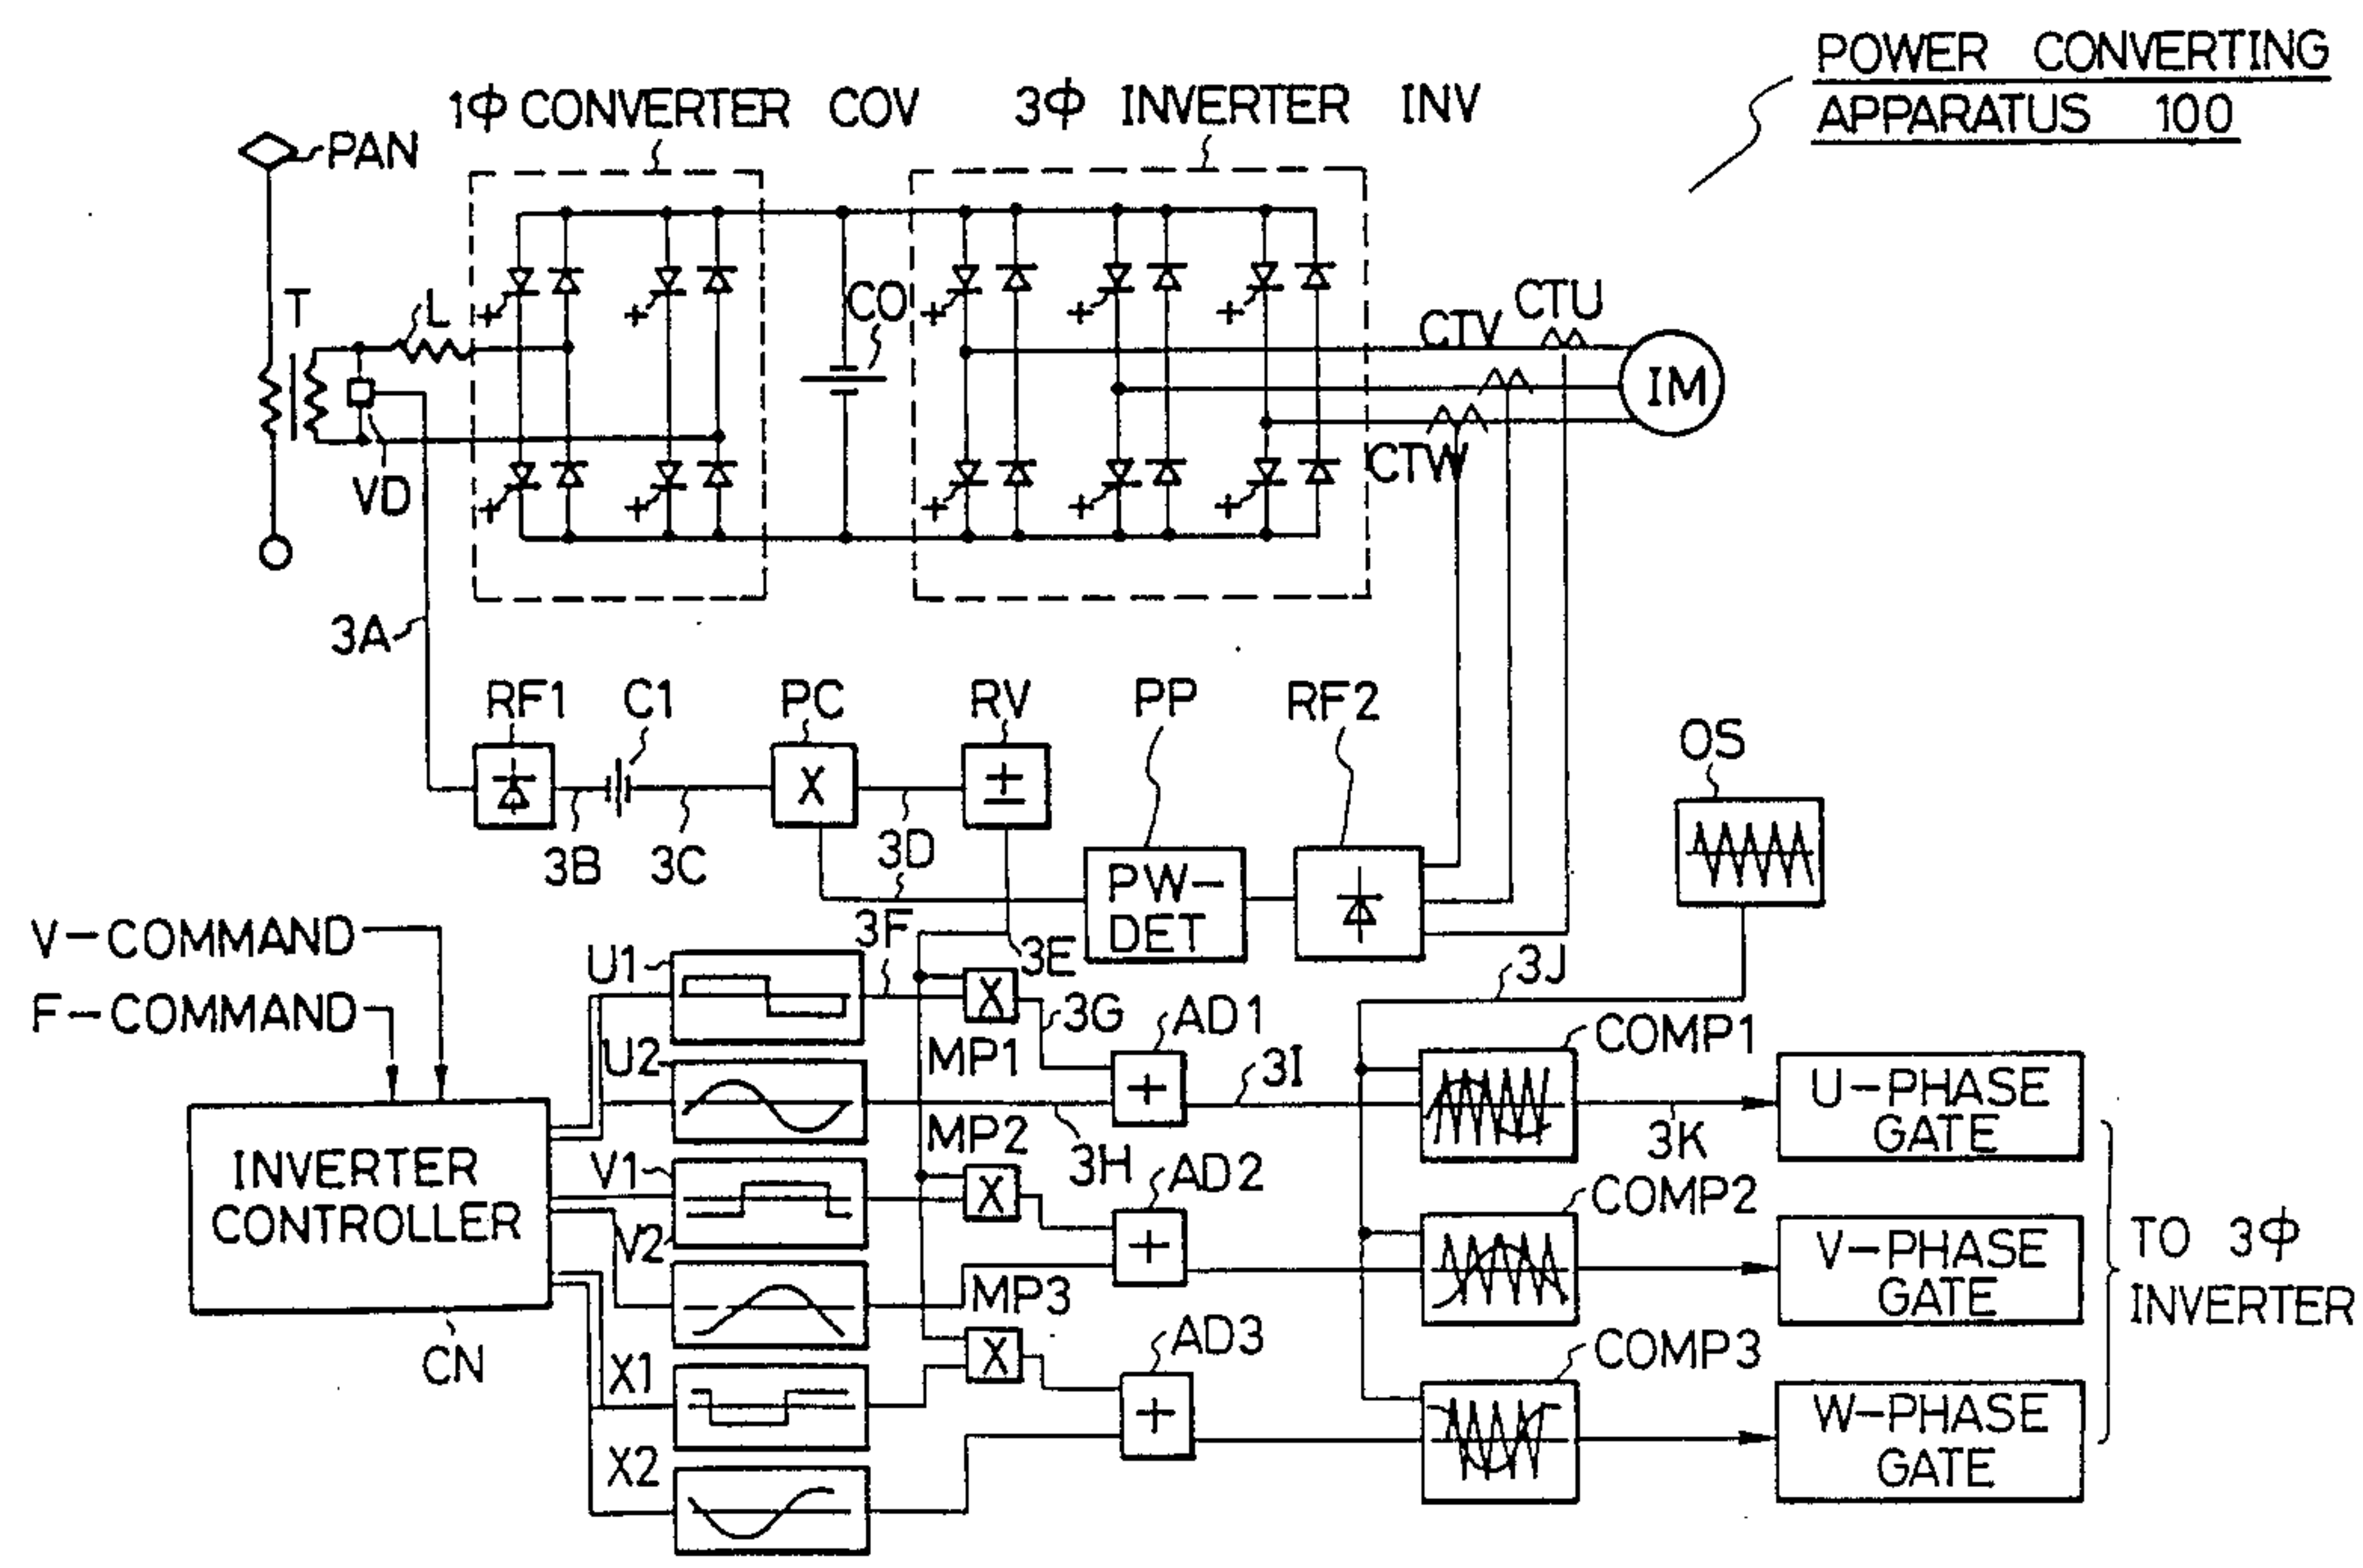 POWER CONVERTING
APPARATUS 100
1Φ CONVERTER COV
3Φ INVERTER INV
PAN
T
L
CO
CTV
CTU
IM
CTW
VD
3A
RF1
C1
PC
RV
PP
RF2
OS
X
±
3B
3C
3D
3D
PW-
DET
V-COMMAND
F-COMMAND
U1
3F
3E
3J
X
3G
AD1
COMP1
U2
MP1
+
3I
U-PHASE
GATE
MP2
3H
3K
INVERTER
CONTROLLER
V1
X
AD2
COMP2
V2
+
V-PHASE
GATE
TO 3Φ
INVERTER
MP3
CN
X1
X
AD3
COMP3
+
W-PHASE
GATE
X2